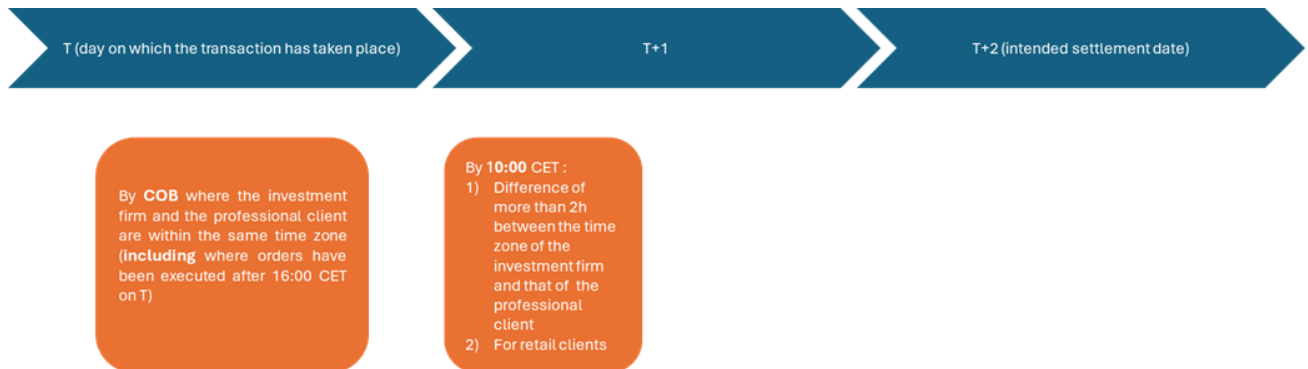 T (day on which the transaction has taken place)
T+1
T+2 (intended settlement date)
By COB where the investment
firm and the professional client
are within the same time zone
(including where orders have
been executed after 16:00 CET
on T)
By 10:00 CET :
1) Difference of
more than 2h
between the time
zone of the
investment firm
and that of the
professional
client
2) For retail clients